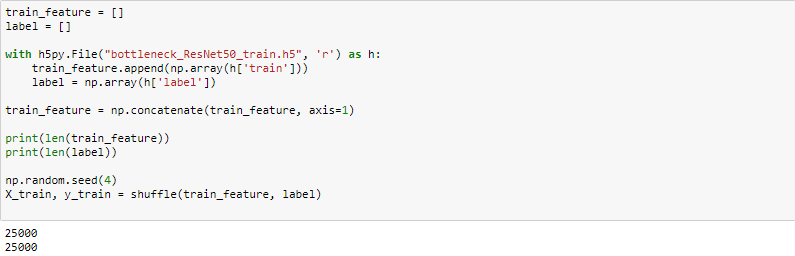 train_feature = []
label = []
with h5py.File("bottleneck_ResNet50_train.h5", 'r') as h:
    train_feature.append(np.array(h['train']))
    label = np.array(h['label'])
train_feature = np.concatenate(train_feature, axis=1)
print(len(train_feature))
print(len(label))
np.random.seed(4)
X_train, y_train = shuffle(train_feature, label)
25000
25000